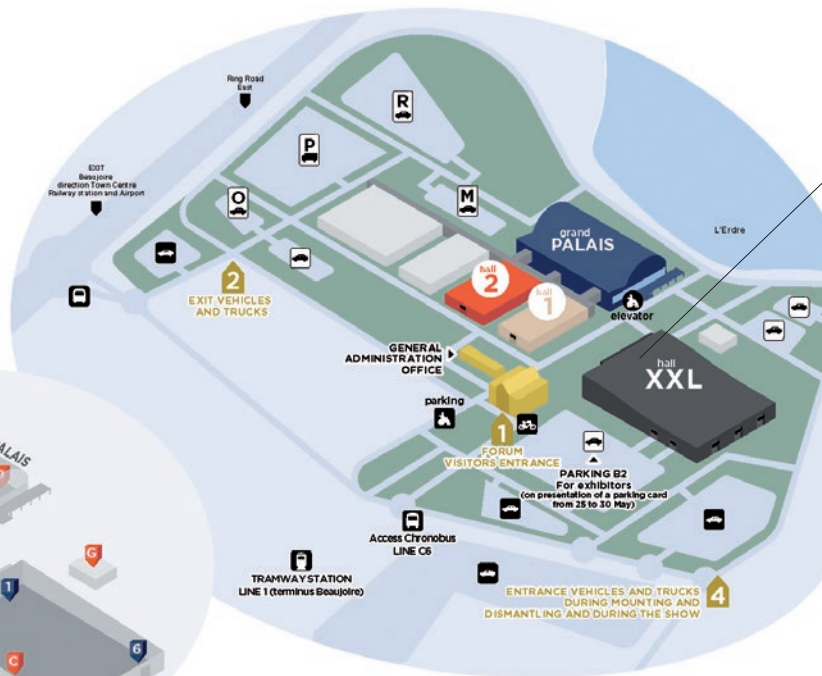 Ring Road
East
R
P
EXIT
Beaujoire
direction Town Centre
Railway station and Airport
O
M
grand
PALAIS
L'Erdre
hall
2
hall
1
2
EXIT VEHICLES
AND TRUCKS
elevator
GENERAL
ADMINISTRATION
OFFICE
hall
XXL
parking
1
FORUM
VISITORS ENTRANCE
PARKING B2
For exhibitors
(on presentation of a parking card
from 25 to 30 May)
Access Chronobus
LINE C6
TRAMWAY STATION
LINE 1 (terminus Beaujoire)
ENTRANCE VEHICLES AND TRUCKS
DURING MOUNTING AND
DISMANTLING AND DURING THE SHOW
4
G
1
6
C